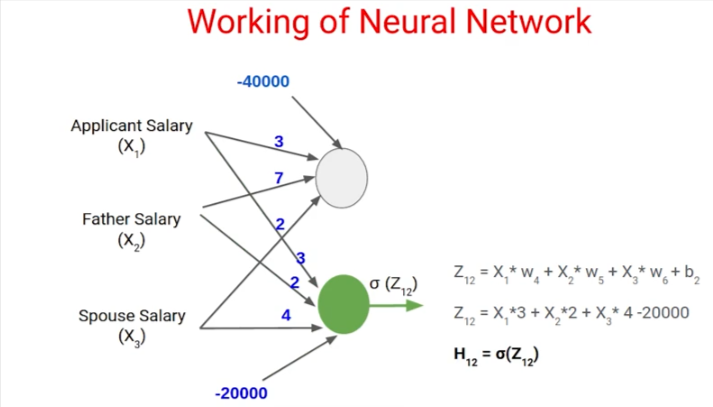 Working of Neural Network
-40000
Applicant Salary
(X₁)
3
7
Father Salary
(X₂)
2
3
2
Spouse Salary
(X₃)
4
-20000
σ (Z₁₂)
Z₁₂ = X₁* w₄ + X₂* w₅ + X₃* w₆ + b₂
Z₁₂ = X₁*3 + X₂*2 + X₃* 4 -20000
H₁₂ = σ(Z₁₂)